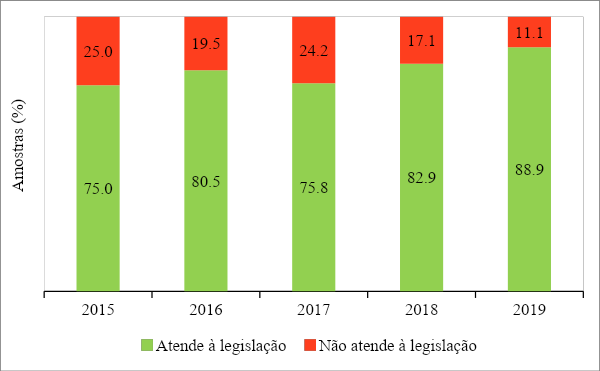 25.0 19.5 24.2 17.1 11.1
75.0 80.5 75.8 82.9 88.9
Amostras (%)
2015 2016 2017 2018 2019
Atende à legislação Não atende à legislação